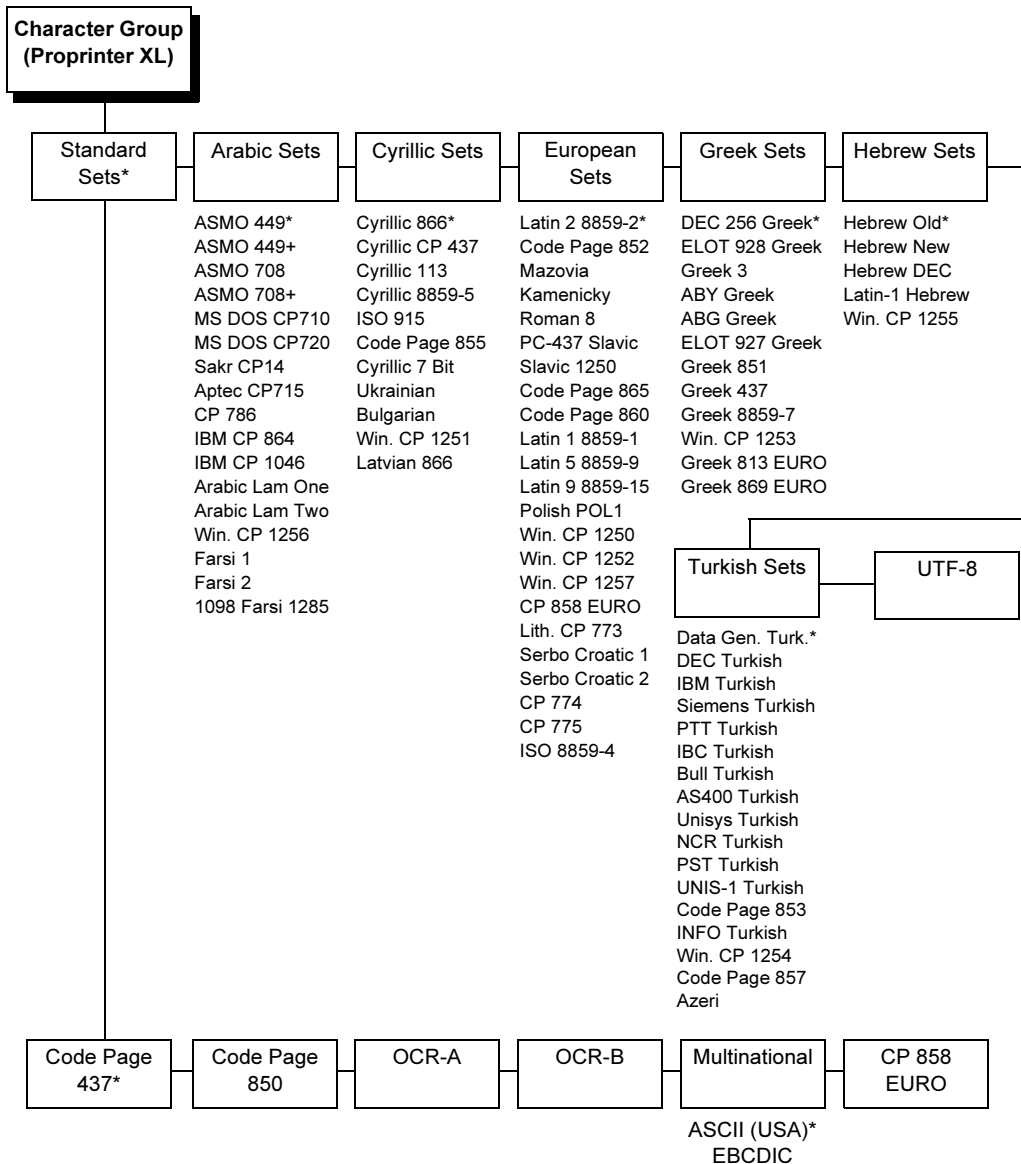 Character Group
(Proprinter XL)
Standard
Sets*
Arabic Sets
ASMO 449*
ASMO 449+
ASMO 708
ASMO 708+
MS DOS CP710
MS DOS CP720
Sakr CP14
Aptec CP715
CP 786
IBM CP 864
IBM CP 1046
Arabic Lam One
Arabic Lam Two
Win. CP 1256
Farsi 1
Farsi 2
1098 Farsi 1285
Cyrillic Sets
Cyrillic 866*
Cyrillic CP 437
Cyrillic 113
Cyrillic 8859-5
ISO 915
Code Page 855
Cyrillic 7 Bit
Ukrainian
Bulgarian
Win. CP 1251
Latvian 866
European
Sets
Latin 2 8859-2*
Code Page 852
Mazovia
Kamenicky
Roman 8
PC-437 Slavic
Slavic 1250
Code Page 865
Code Page 860
Latin 1 8859-1
Latin 5 8859-9
Latin 9 8859-15
Polish POL1
Win. CP 1250
Win. CP 1252
Win. CP 1257
CP 858 EURO
Lith. CP 773
Serbo Croatic 1
Serbo Croatic 2
CP 774
CP 775
ISO 8859-4
Greek Sets
DEC 256 Greek*
ELOT 928 Greek
Greek 3
ABY Greek
ABG Greek
ELOT 927 Greek
Greek 851
Greek 437
Greek 8859-7
Win. CP 1253
Greek 813 EURO
Greek 869 EURO
Hebrew Sets
Hebrew Old*
Hebrew New
Hebrew DEC
Latin-1 Hebrew
Win. CP 1255
Turkish Sets
Data Gen. Turk.*
DEC Turkish
IBM Turkish
Siemens Turkish
PTT Turkish
IBC Turkish
Bull Turkish
AS400 Turkish
Unisys Turkish
NCR Turkish
PST Turkish
UNIS-1 Turkish
Code Page 853
INFO Turkish
Win. CP 1254
Code Page 857
Azeri
UTF-8
Code Page
437*
Code Page
850
OCR-A
OCR-B
Multinational
ASCII (USA)*
EBCDIC
CP 858
EURO